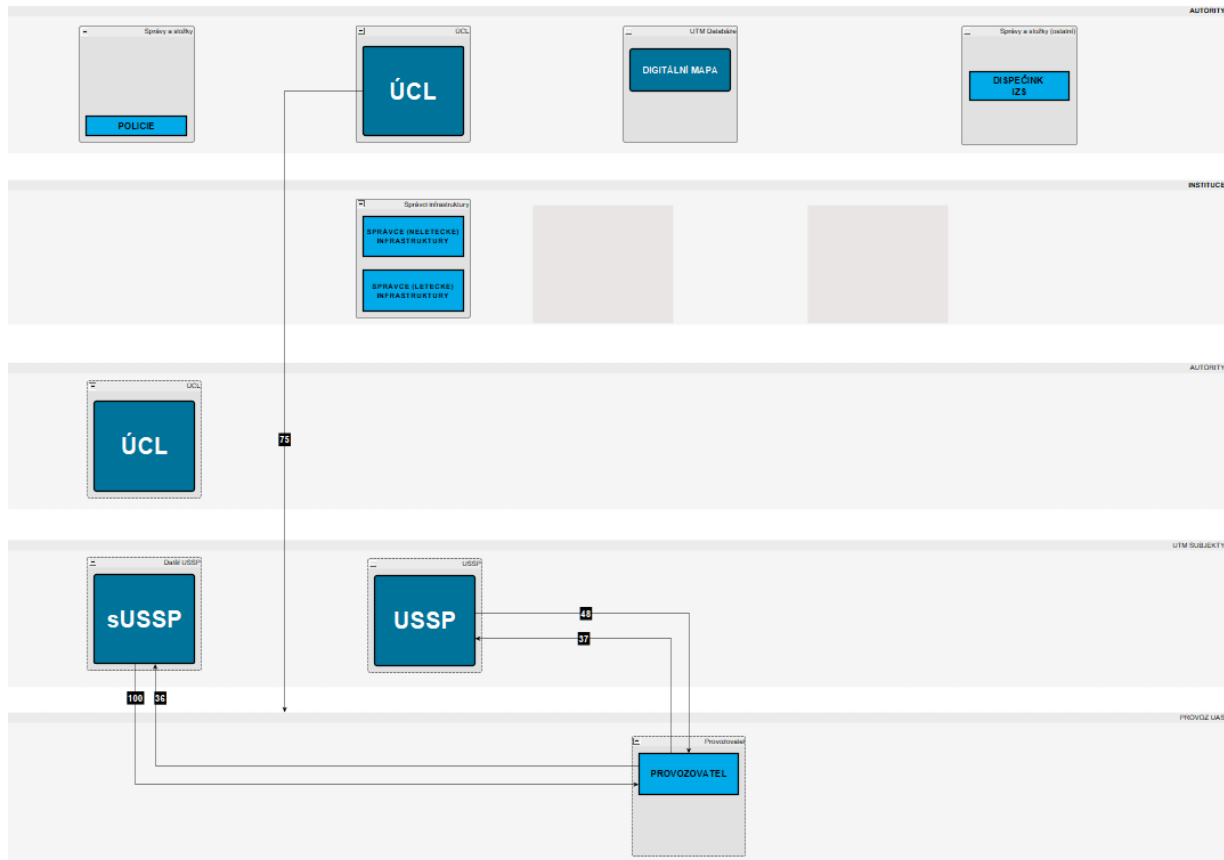 AUTORITY
Správy a složky
ÚCL
UTM Databáze
Správy a složky (ostatní)
POLICIE
ÚCL
DIGITÁLNÍ MAPA
DISPEČINK
IZS
INSTITUCE
Správci infrastruktury
SPRÁVCE (NELETECKÉ)
INFRASTRUKTURY
SPRÁVCE (LETECKÉ)
INFRASTRUKTURY
AUTORITY
ÚCL
ÚCL
75
UTM SUBJEKTY
Další USSP
USSP
sUSSP
USSP
48
37
100
36
PROVOZ UAS
Provozovatel
PROVOZOVATEL